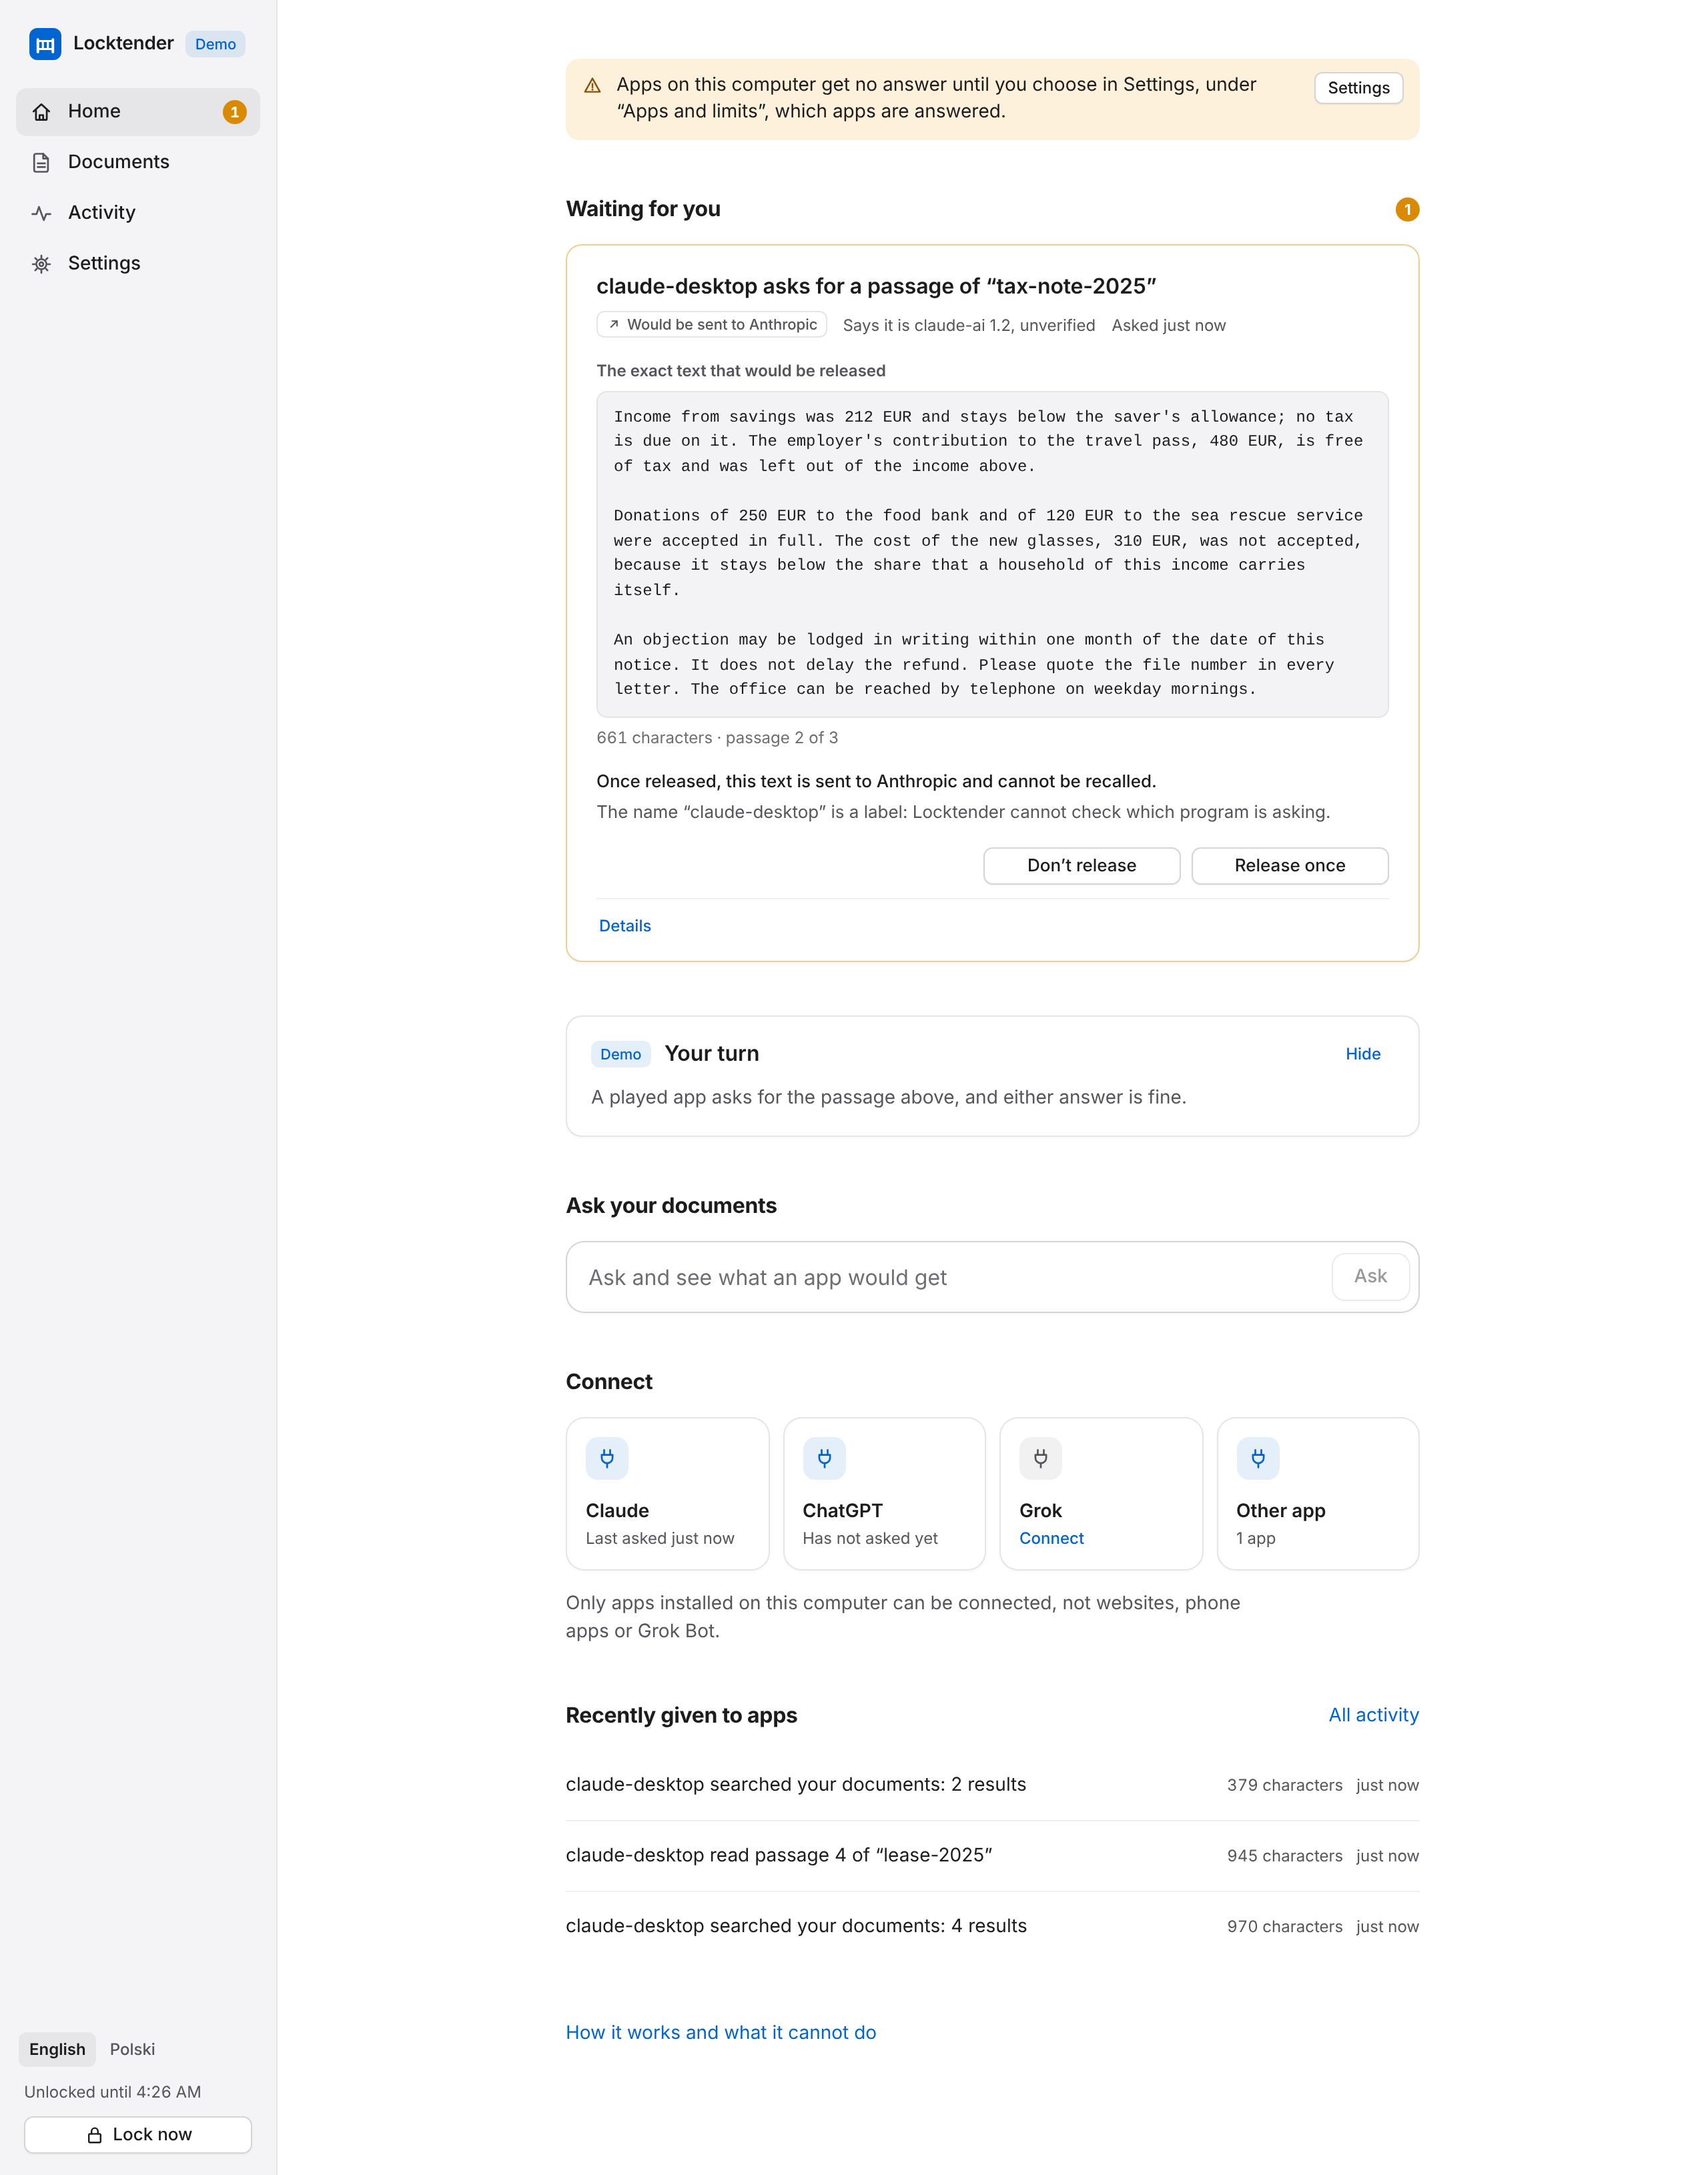 Locktender Demo
Home 1
Documents
Activity
Settings
English Polski
Unlocked until 4:26 AM
Lock now
Apps on this computer get no answer until you choose in Settings, under
“Apps and limits”, which apps are answered.
Settings
Waiting for you
1
claude-desktop asks for a passage of “tax-note-2025”
Would be sent to Anthropic Says it is claude-ai 1.2, unverified Asked just now
The exact text that would be released
Income from savings was 212 EUR and stays below the saver's allowance; no tax
is due on it. The employer's contribution to the travel pass, 480 EUR, is free
of tax and was left out of the income above.
Donations of 250 EUR to the food bank and of 120 EUR to the sea rescue service
were accepted in full. The cost of the new glasses, 310 EUR, was not accepted,
because it stays below the share that a household of this income carries
itself.
An objection may be lodged in writing within one month of the date of this
notice. It does not delay the refund. Please quote the file number in every
letter. The office can be reached by telephone on weekday mornings.
661 characters · passage 2 of 3
Once released, this text is sent to Anthropic and cannot be recalled.
The name “claude-desktop” is a label: Locktender cannot check which program is asking.
Don’t release Release once
Details
Demo Your turn Hide
A played app asks for the passage above, and either answer is fine.
Ask your documents
Ask and see what an app would get Ask
Connect
Claude
Last asked just now
ChatGPT
Has not asked yet
Grok
Connect
Other app
1 app
Only apps installed on this computer can be connected, not websites, phone
apps or Grok Bot.
Recently given to apps All activity
claude-desktop searched your documents: 2 results 379 characters just now
claude-desktop read passage 4 of “lease-2025” 945 characters just now
claude-desktop searched your documents: 4 results 970 characters just now
How it works and what it cannot do